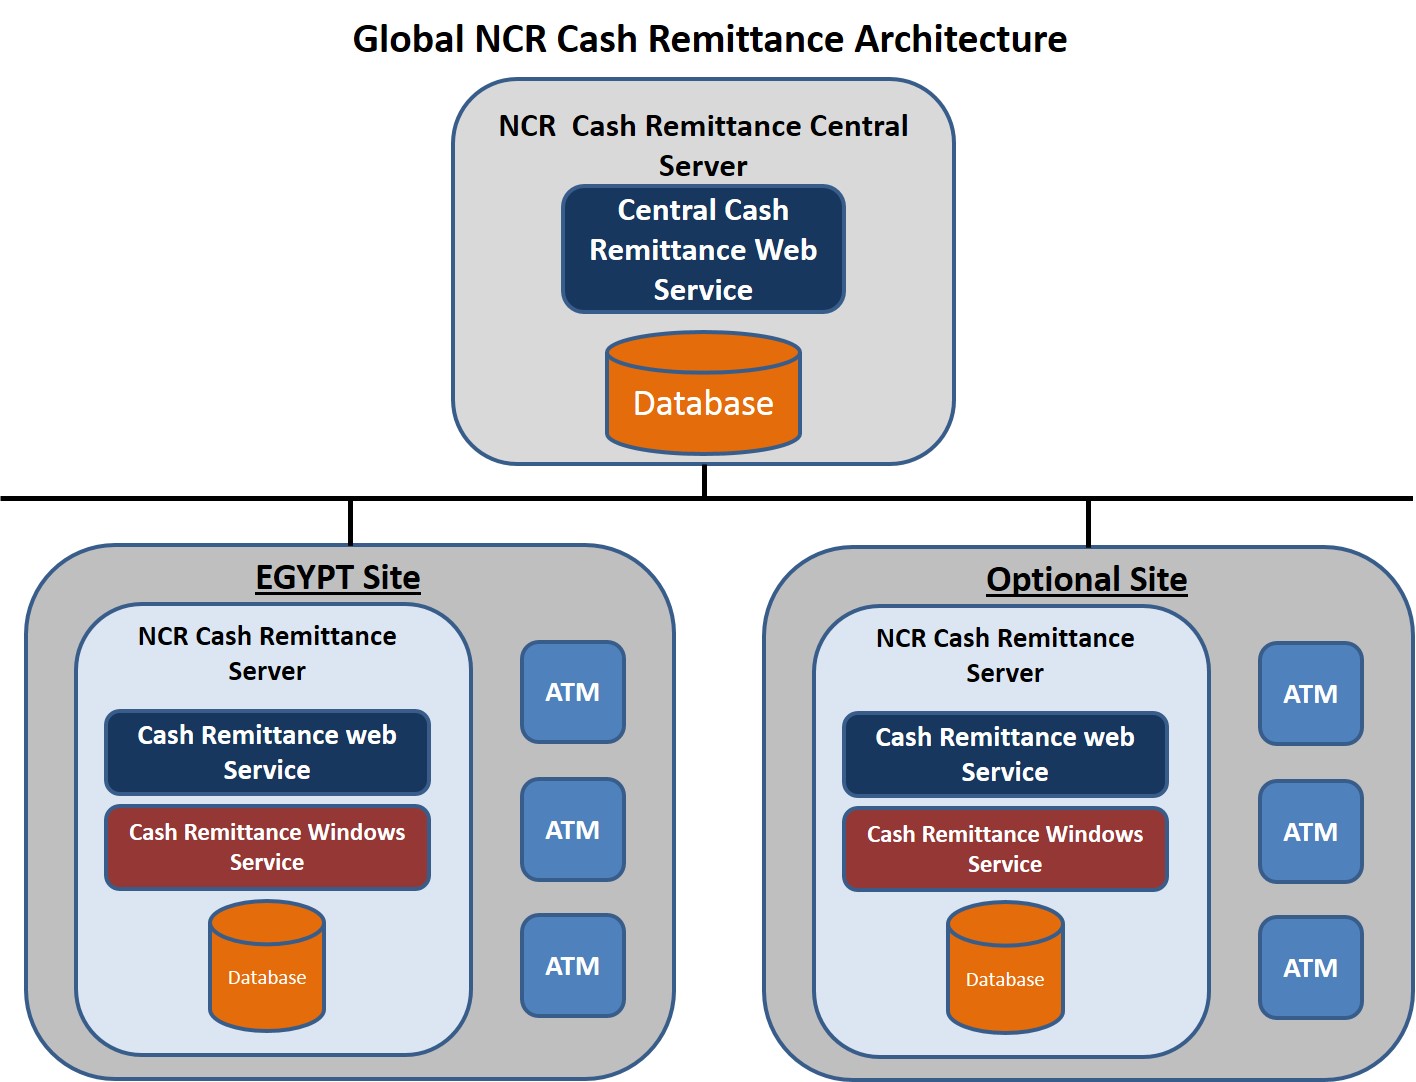 Global NCR Cash Remittance Architecture
NCR  Cash Remittance Central
Server
Central Cash
Remittance Web
Service
Database
EGYPT Site
NCR Cash Remittance
Server
Cash Remittance web
Service
Cash Remittance Windows
Service
Database
ATM
ATM
ATM
Optional Site
NCR Cash Remittance
Server
Cash Remittance web
Service
Cash Remittance Windows
Service
Database
ATM
ATM
ATM